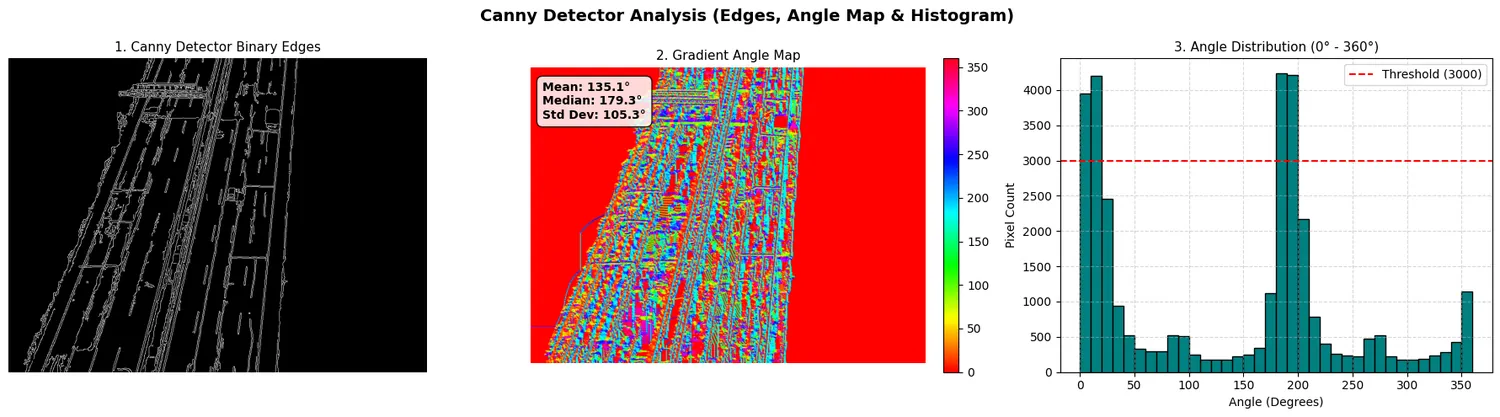 Canny Detector Analysis (Edges, Angle Map & Histogram)
1. Canny Detector Binary Edges
2. Gradient Angle Map
Mean: 135.1°
Median: 179.3°
Std Dev: 105.3°
350
300
250
200
150
100
50
0
3. Angle Distribution (0° - 360°)
Threshold (3000)
Pixel Count
4000
3500
3000
2500
2000
1500
1000
500
0
0 50 100 150 200 250 300 350
Angle (Degrees)